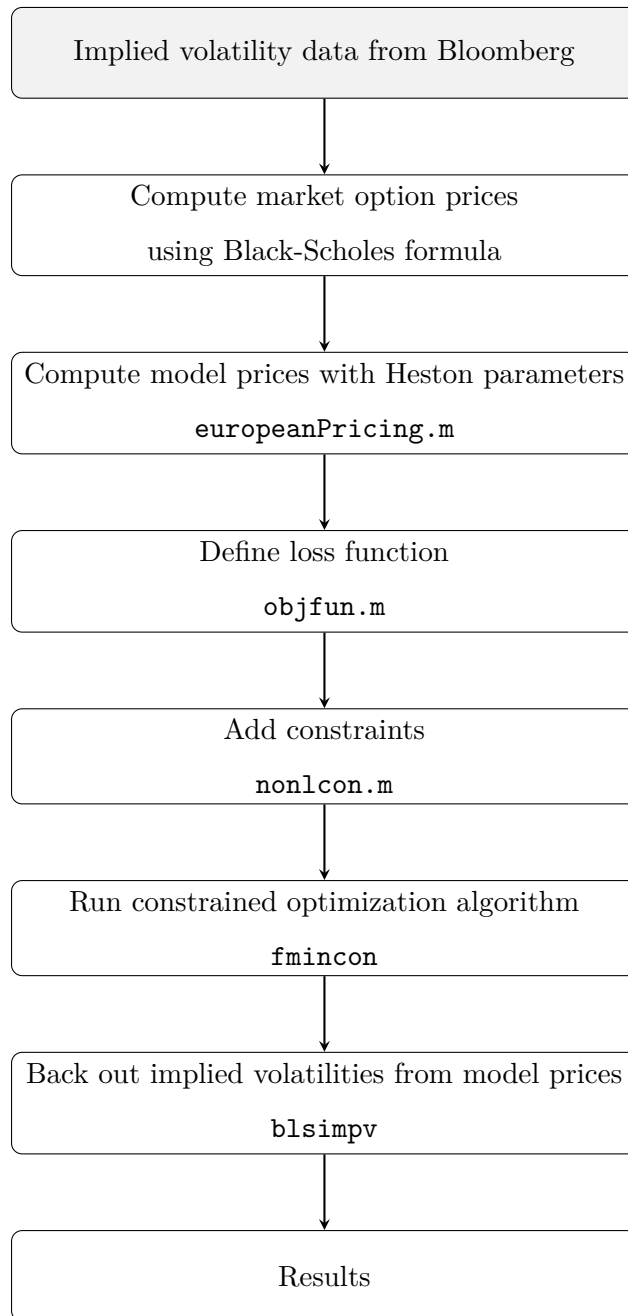 Implied volatility data from Bloomberg
Compute market option prices
using Black-Scholes formula
Compute model prices with Heston parameters
europeanPricing.m
Define loss function
objfun.m
Add constraints
nonlcon.m
Run constrained optimization algorithm
fmincon
Back out implied volatilities from model prices
blsimpv
Results